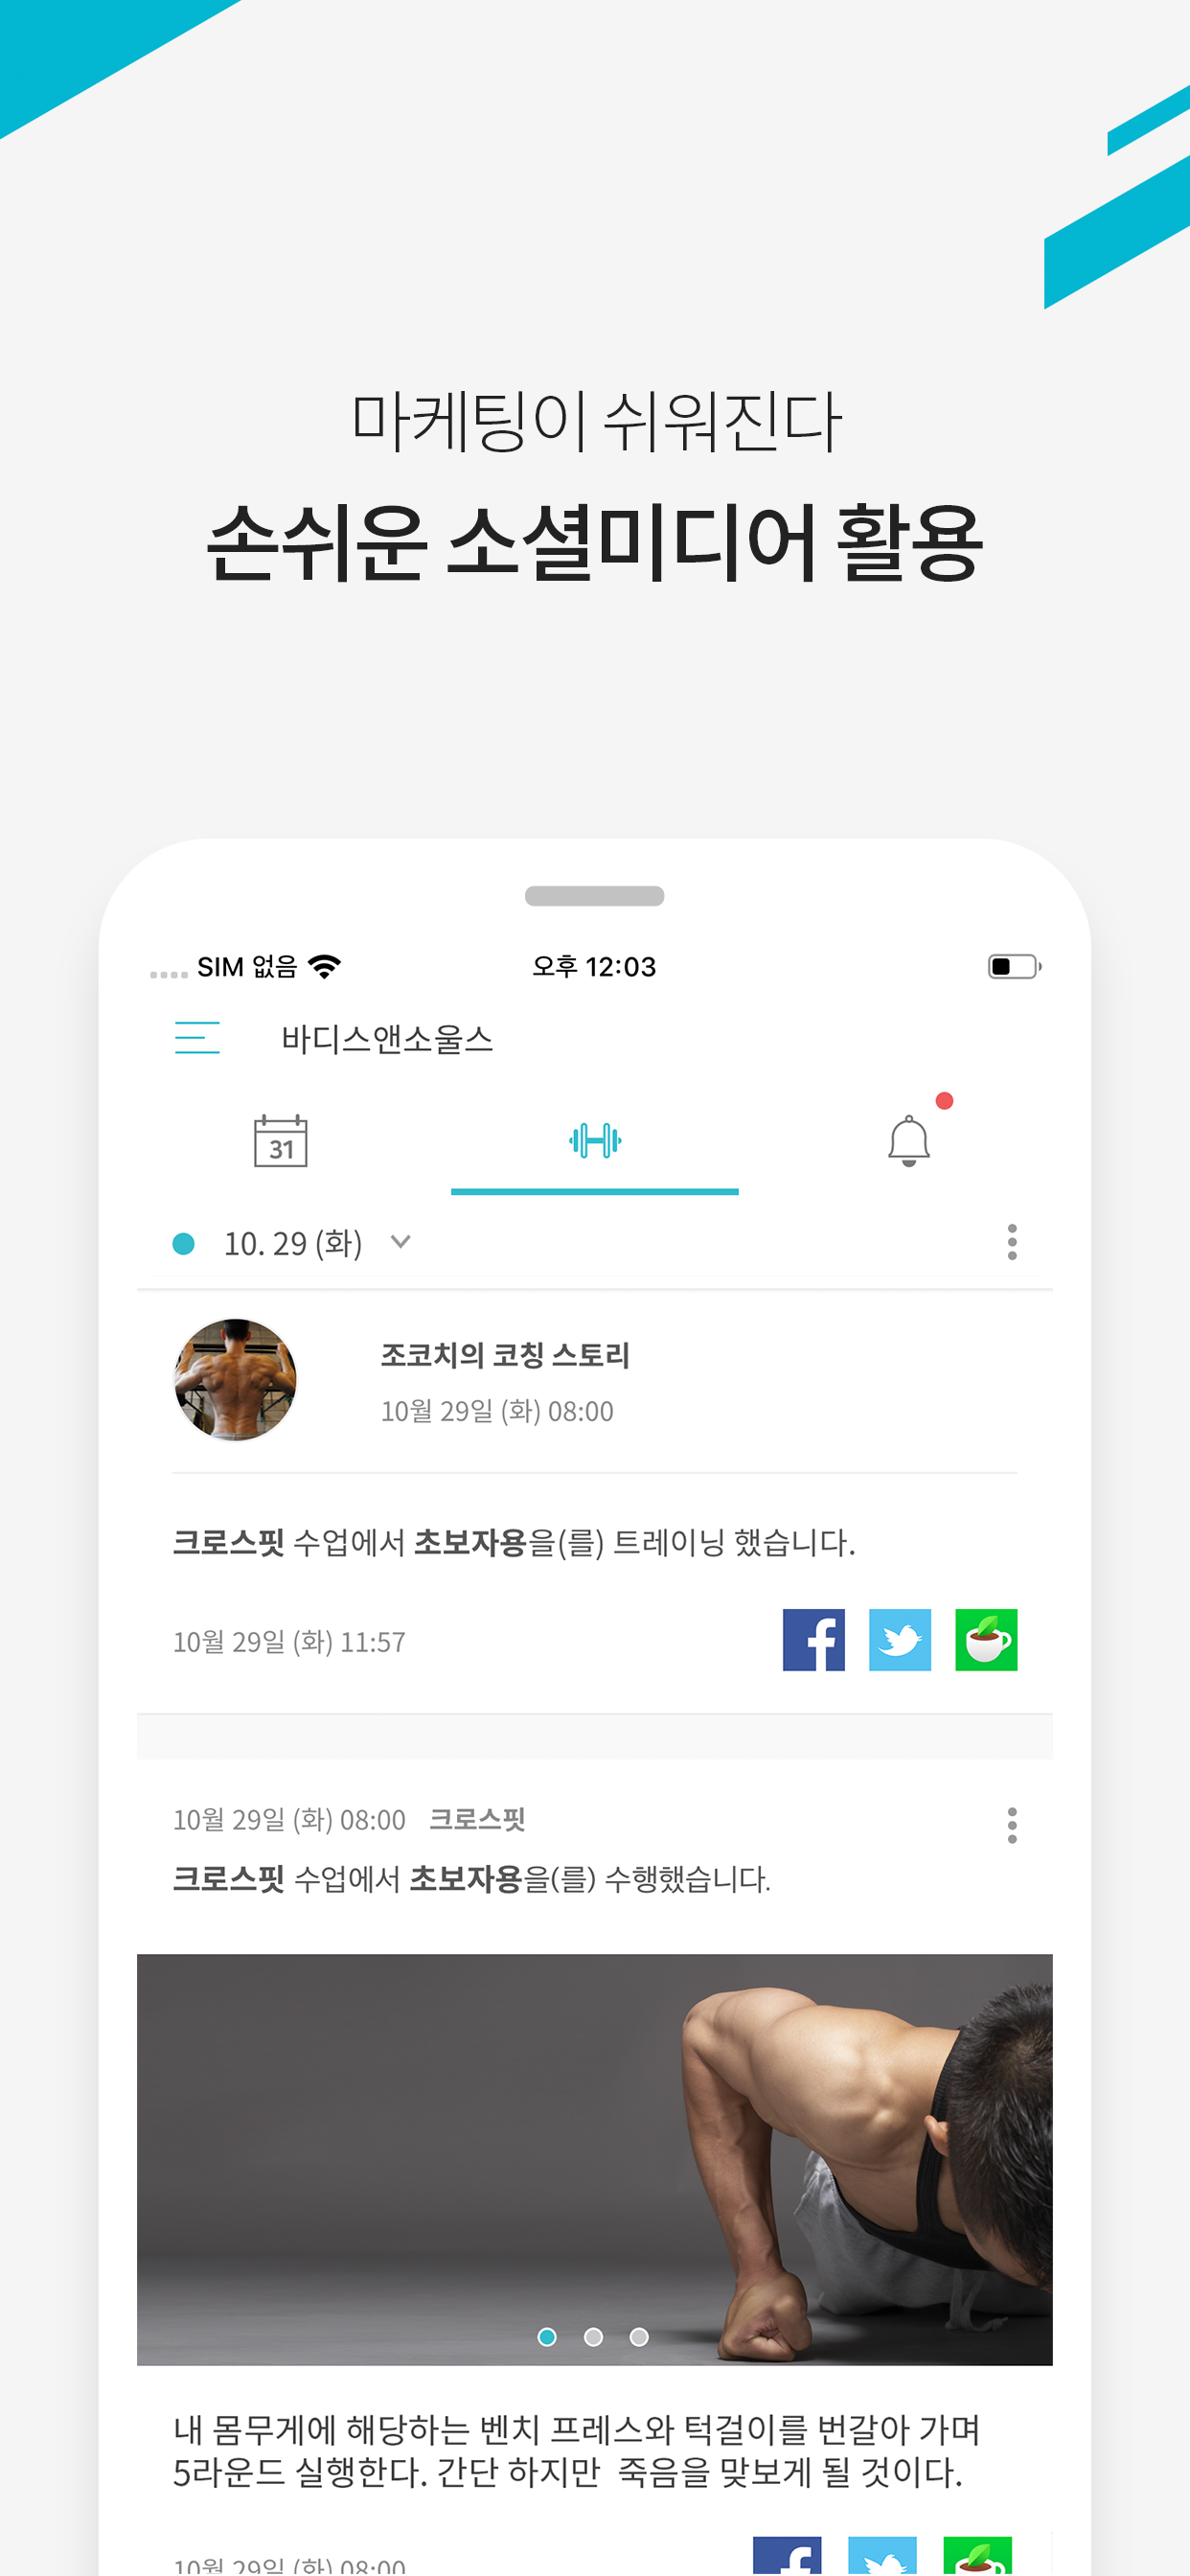 마케팅이 쉬워진다
손쉬운 소셜미디어 활용
SIM 없음 오후 12:03
바디스앤소울스
31
10. 29 (화)
조코치의 코칭 스토리
10월 29일 (화) 08:00
크로스핏 수업에서 초보자용을(를) 트레이닝 했습니다.
10월 29일 (화) 11:57
10월 29일 (화) 08:00 크로스핏
크로스핏 수업에서 초보자용을(를) 수행했습니다.
내 몸무게에 해당하는 벤치 프레스와 턱걸이를 번갈아 가며
5라운드 실행한다. 간단 하지만 죽음을 맞보게 될 것이다.
10월 29일 (화) 08:00